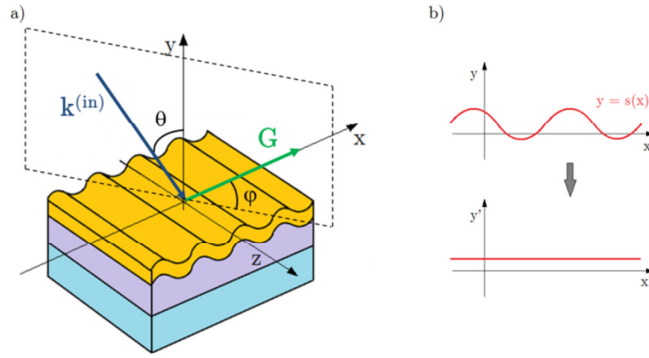 a)
y
k(in)
θ
G
x
φ
z
b)
y
y = s(x)
x
y'
x